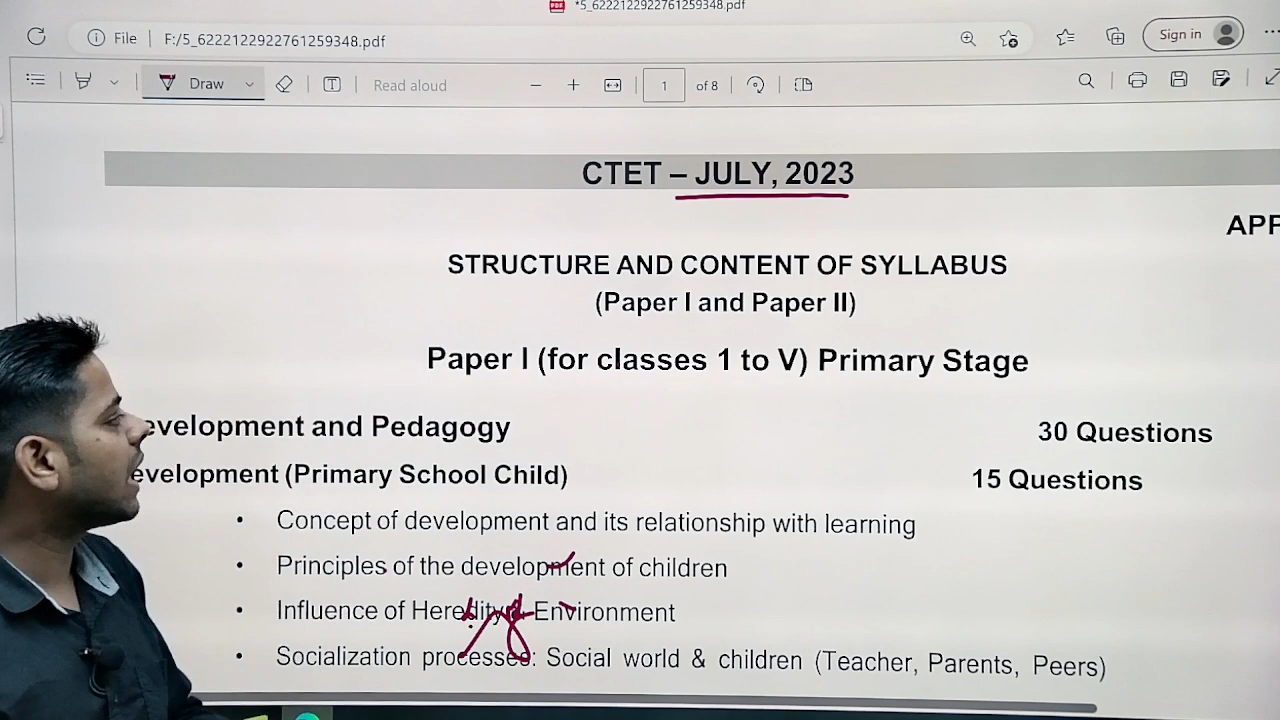 *5_6222122922761259348.pdf
File F:/5_6222122922761259348.pdf Sign in
Draw Read aloud 1 of 8
CTET – JULY, 2023
APP
STRUCTURE AND CONTENT OF SYLLABUS
(Paper I and Paper II)
Paper I (for classes 1 to V) Primary Stage
evelopment and Pedagogy 30 Questions
evelopment (Primary School Child) 15 Questions
• Concept of development and its relationship with learning
• Principles of the development of children
• Influence of Heredity & Environment
• Socialization processes: Social world & children (Teacher, Parents, Peers)